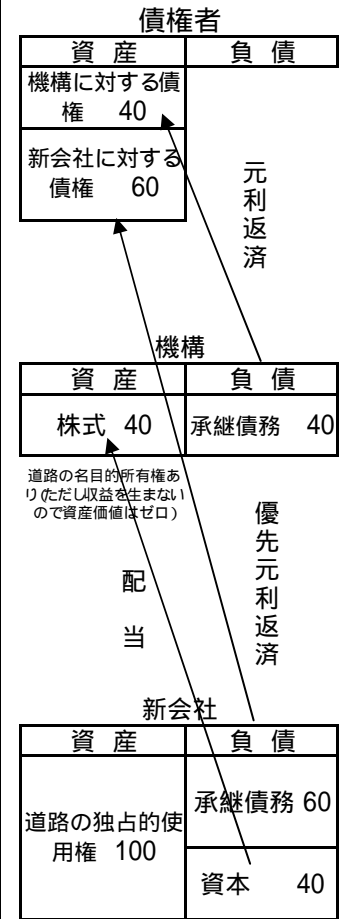 債権者
資 産 負 債
機構に対する債
権 40
新会社に対する
債権 60
元利返済
機構
資 産 負 債
株式 40 承継債務 40
道路の名目的所有権あ
り(ただし収益を生まない
ので資産価値はゼロ)
優先元利返済
配当
新会社
資 産 負 債
道路の独占的使
用権 100
承継債務 60
資本 40